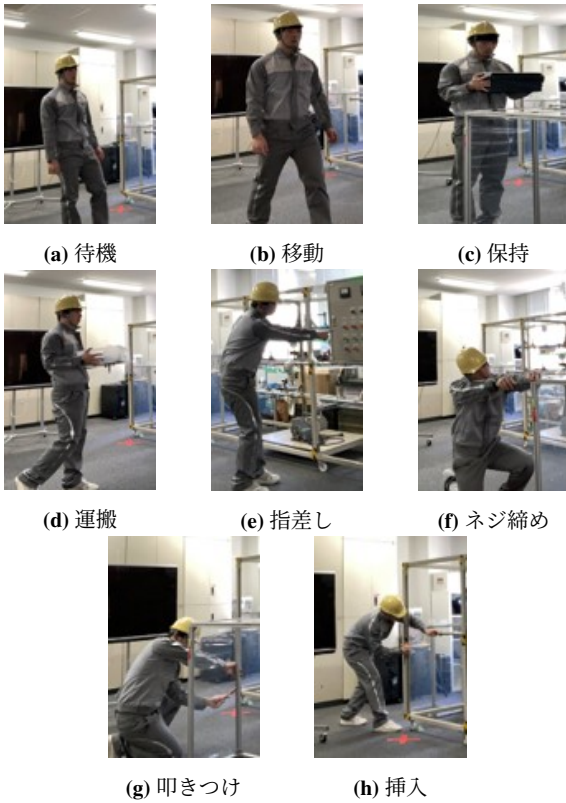 (a) 待機
(b) 移動
(c) 保持
(d) 運搬
(e) 指差し
(f) ネジ締め
(g) 叩きつけ
(h) 挿入